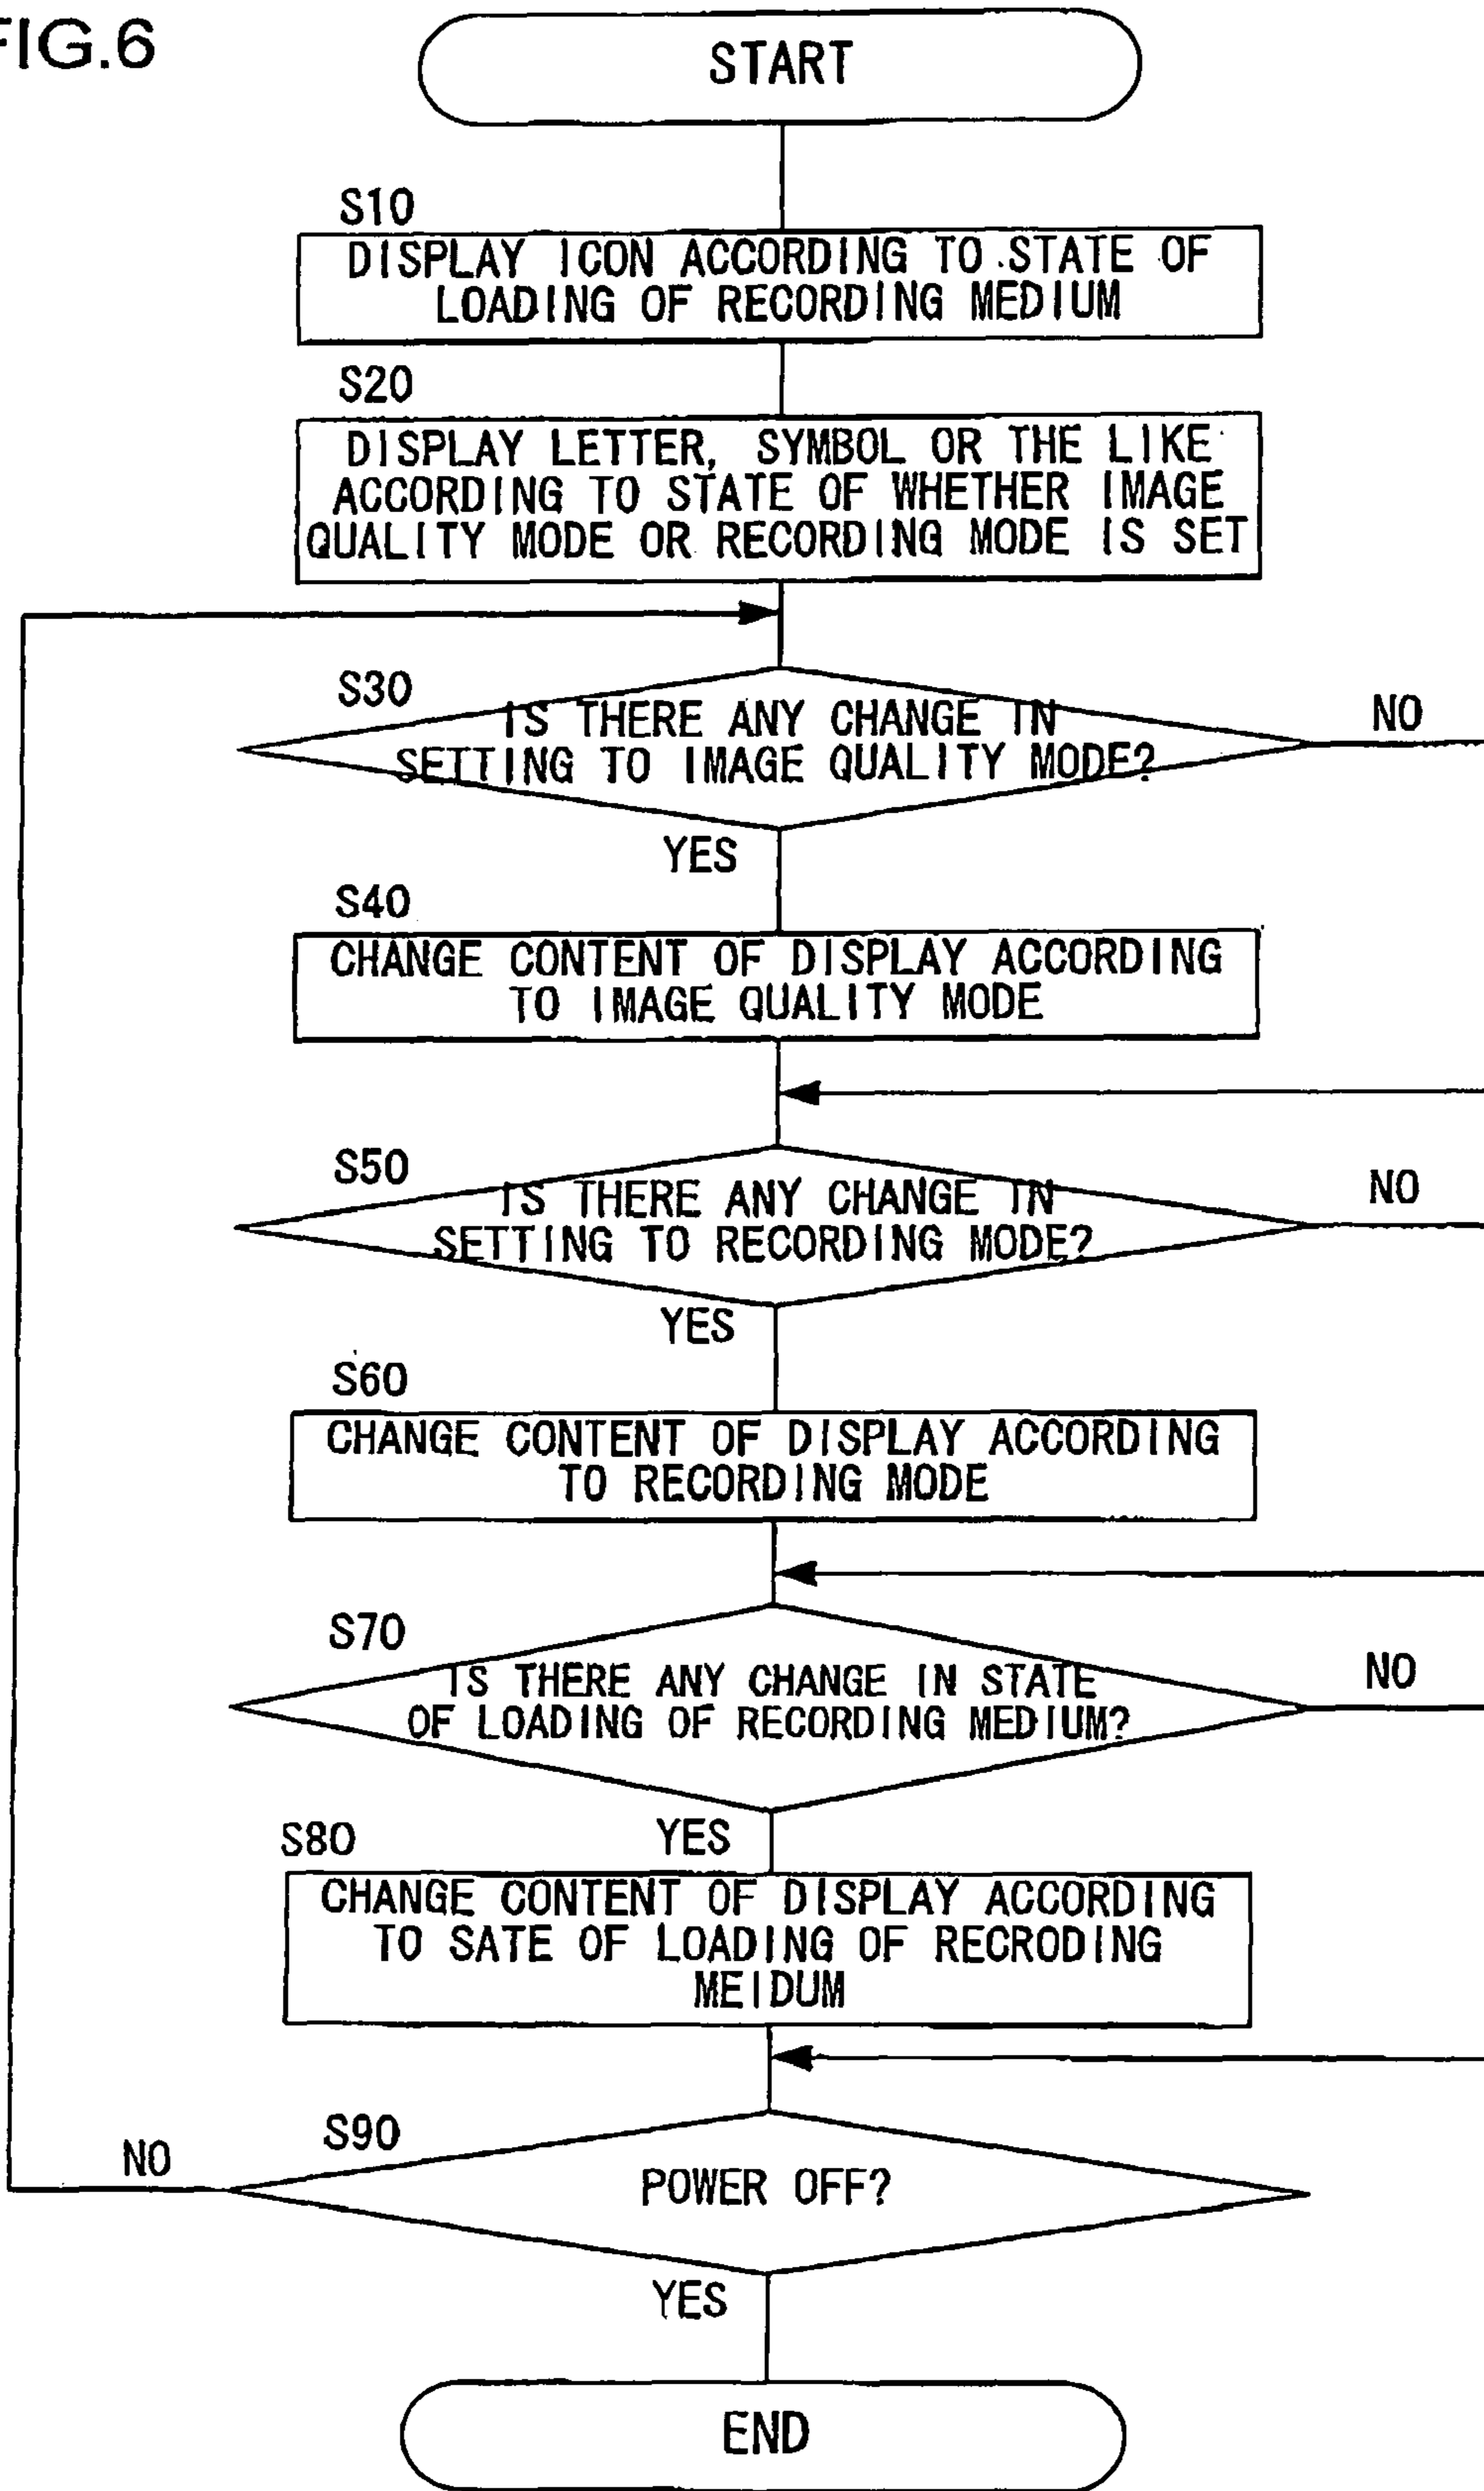 FIG.6
START
S10
DISPLAY ICON ACCORDING TO STATE OF
LOADING OF RECORDING MEDIUM
S20
DISPLAY LETTER, SYMBOL OR THE LIKE
ACCORDING TO STATE OF WHETHER IMAGE
QUALITY MODE OR RECORDING MODE IS SET
S30
IS THERE ANY CHANGE IN
SETTING TO IMAGE QUALITY MODE?
NO
YES
S40
CHANGE CONTENT OF DISPLAY ACCORDING
TO IMAGE QUALITY MODE
S50
IS THERE ANY CHANGE IN
SETTING TO RECORDING MODE?
NO
YES
S60
CHANGE CONTENT OF DISPLAY ACCORDING
TO RECORDING MODE
S70
IS THERE ANY CHANGE IN STATE
OF LOADING OF RECORDING MEDIUM?
NO
YES
S80
CHANGE CONTENT OF DISPLAY ACCORDING
TO SATE OF LOADING OF RECRODING
MEIDUM
S90
NO
POWER OFF?
YES
END